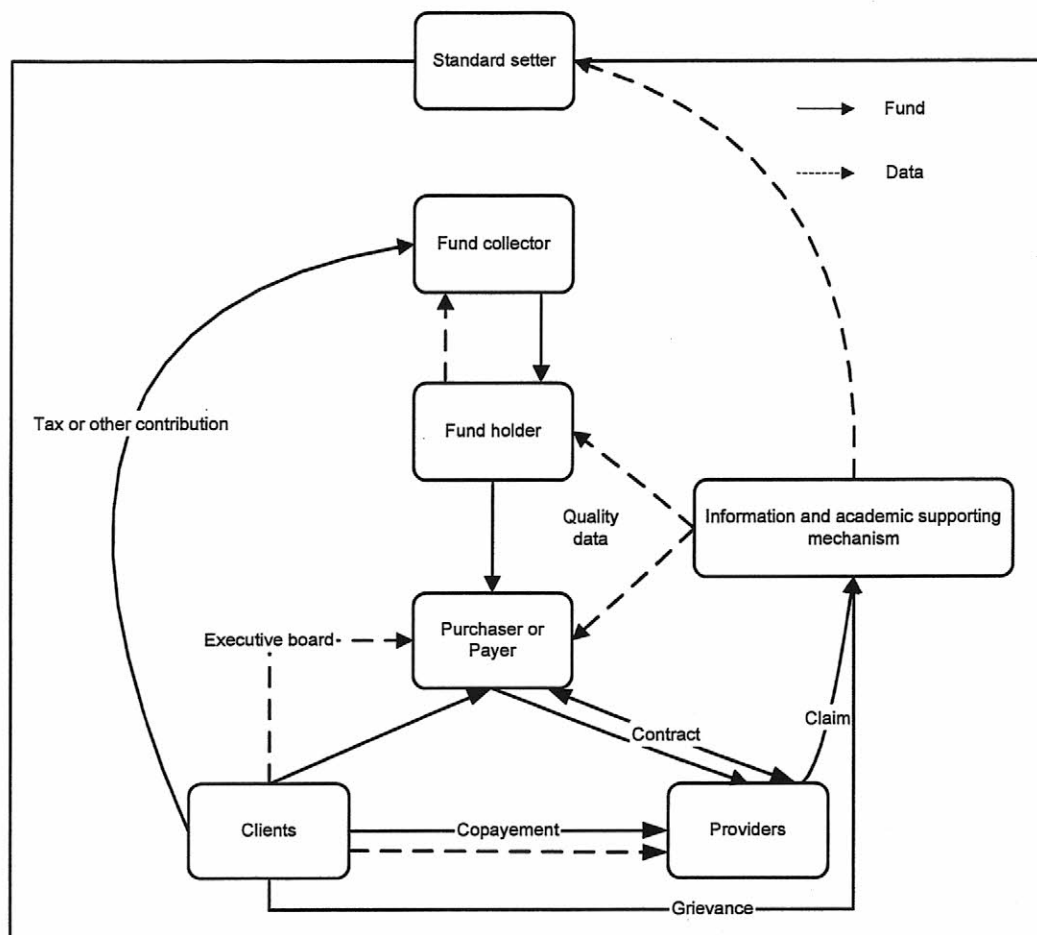 Standard setter
Fund
Data
Fund collector
Tax or other contribution
Fund holder
Quality
data
Information and academic supporting
mechanism
Executive board
Purchaser or
Payer
Contract
Claim
Clients
Copayement
Providers
Grievance